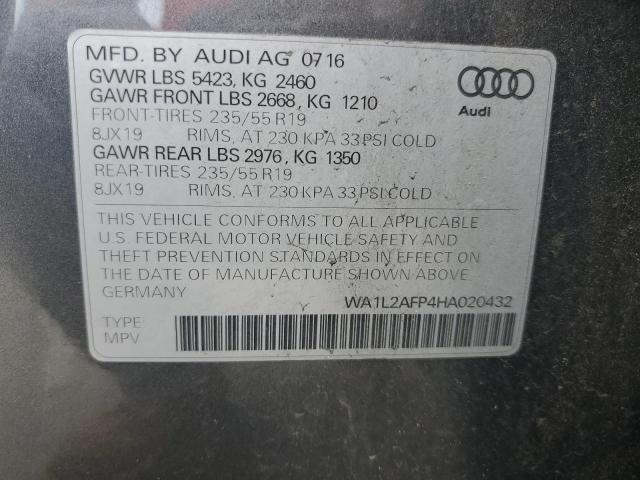 MFD. BY AUDI AG 07 16
GVWR LBS 5423, KG 2460
GAWR FRONT LBS 2668, KG 1210
FRONT-TIRES 235/55 R19
8JX19 RIMS, AT 230 KPA 33 PSI COLD
GAWR REAR LBS 2976, KG 1350
REAR-TIRES 235/55 R19
8JX19 RIMS, AT 230 KPA 33 PSI COLD
Audi
THIS VEHICLE CONFORMS TO ALL APPLICABLE
U.S. FEDERAL MOTOR VEHICLE SAFETY AND
THEFT PREVENTION STANDARDS IN EFFECT ON
THE DATE OF MANUFACTURE SHOWN ABOVE
GERMANY
WA1L2AFP4HA020432
TYPE
MPV